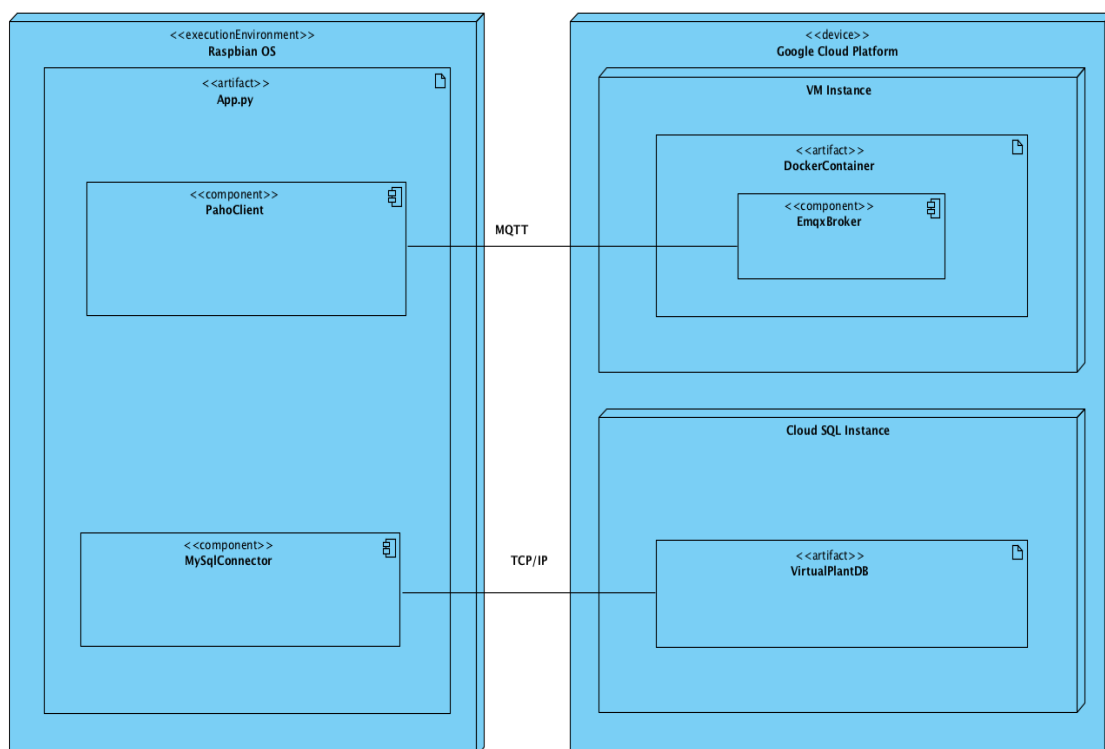 <<executionEnvironment>>
Raspbian OS
<<artifact>>
App.py
<<component>>
PahoClient
<<component>>
MySqlConnector
MQTT
TCP/IP
<<device>>
Google Cloud Platform
VM Instance
<<artifact>>
DockerContainer
<<component>>
EmqxBroker
Cloud SQL Instance
<<artifact>>
VirtualPlantDB